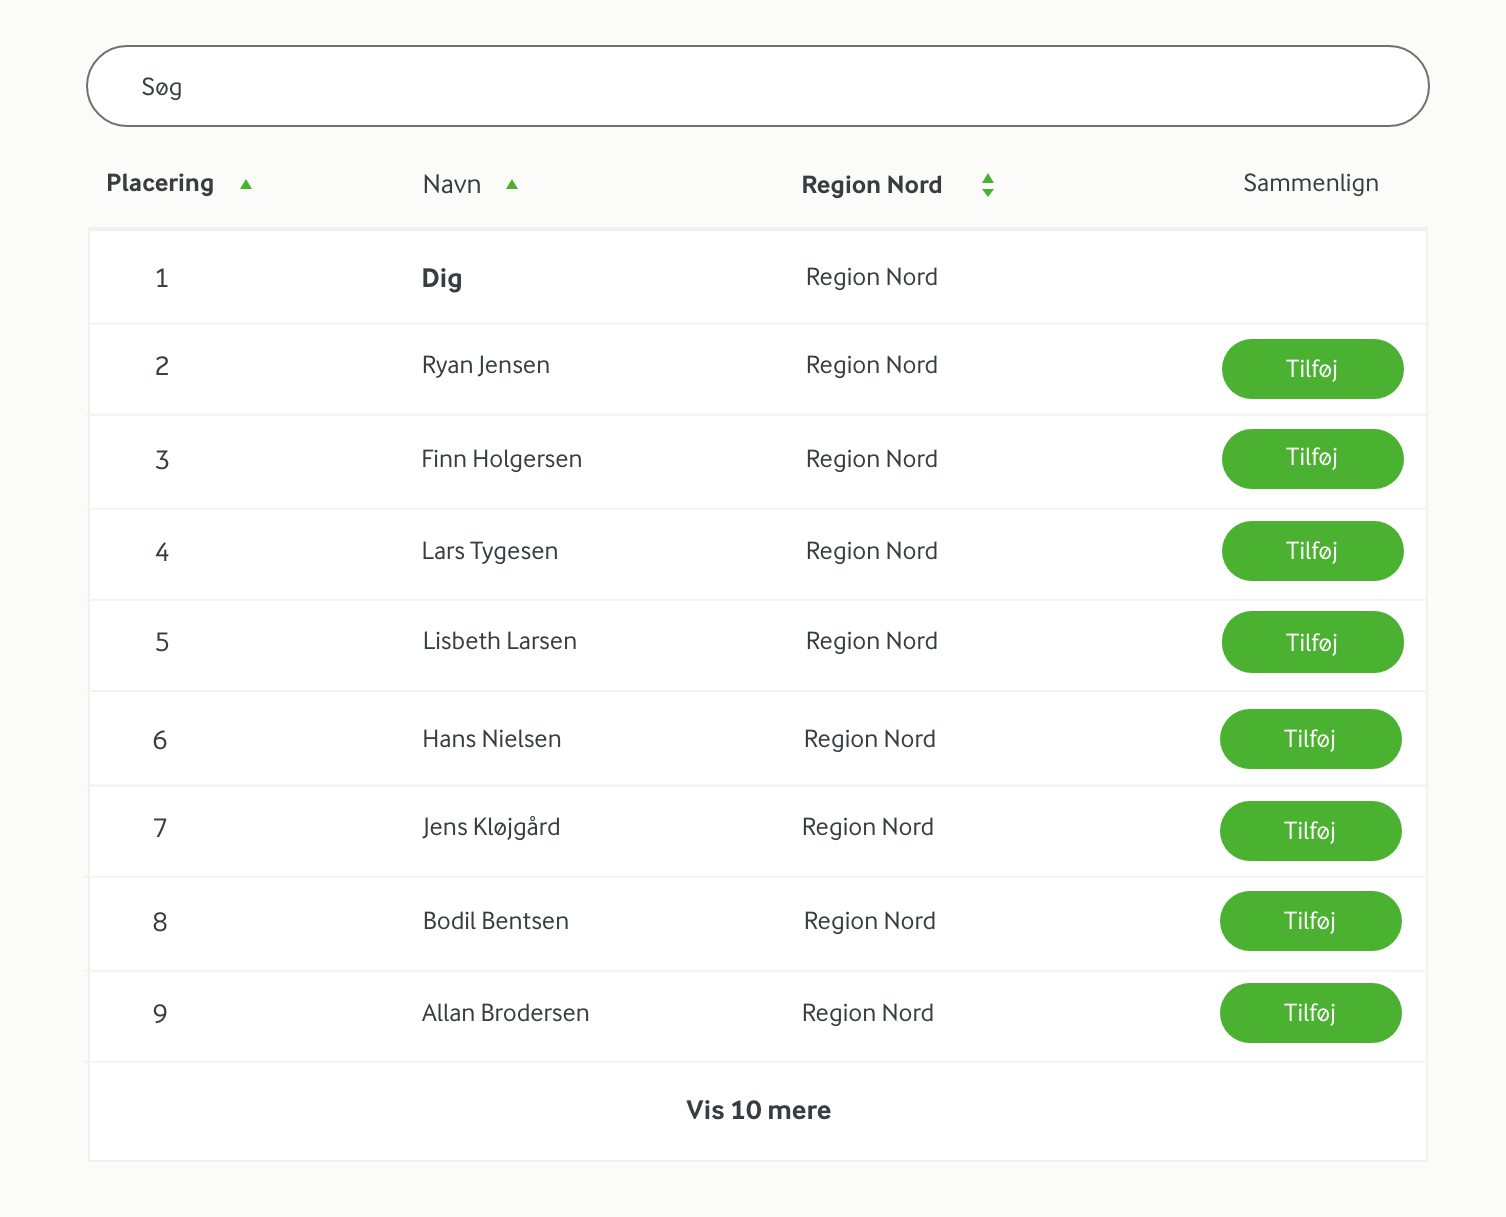 Søg
Placering Navn Region Nord Sammenlign
1 Dig Region Nord
2 Ryan Jensen Region Nord Tilføj
3 Finn Holgersen Region Nord Tilføj
4 Lars Tygesen Region Nord Tilføj
5 Lisbeth Larsen Region Nord Tilføj
6 Hans Nielsen Region Nord Tilføj
7 Jens Kløjgård Region Nord Tilføj
8 Bodil Bentsen Region Nord Tilføj
9 Allan Brodersen Region Nord Tilføj
Vis 10 mere